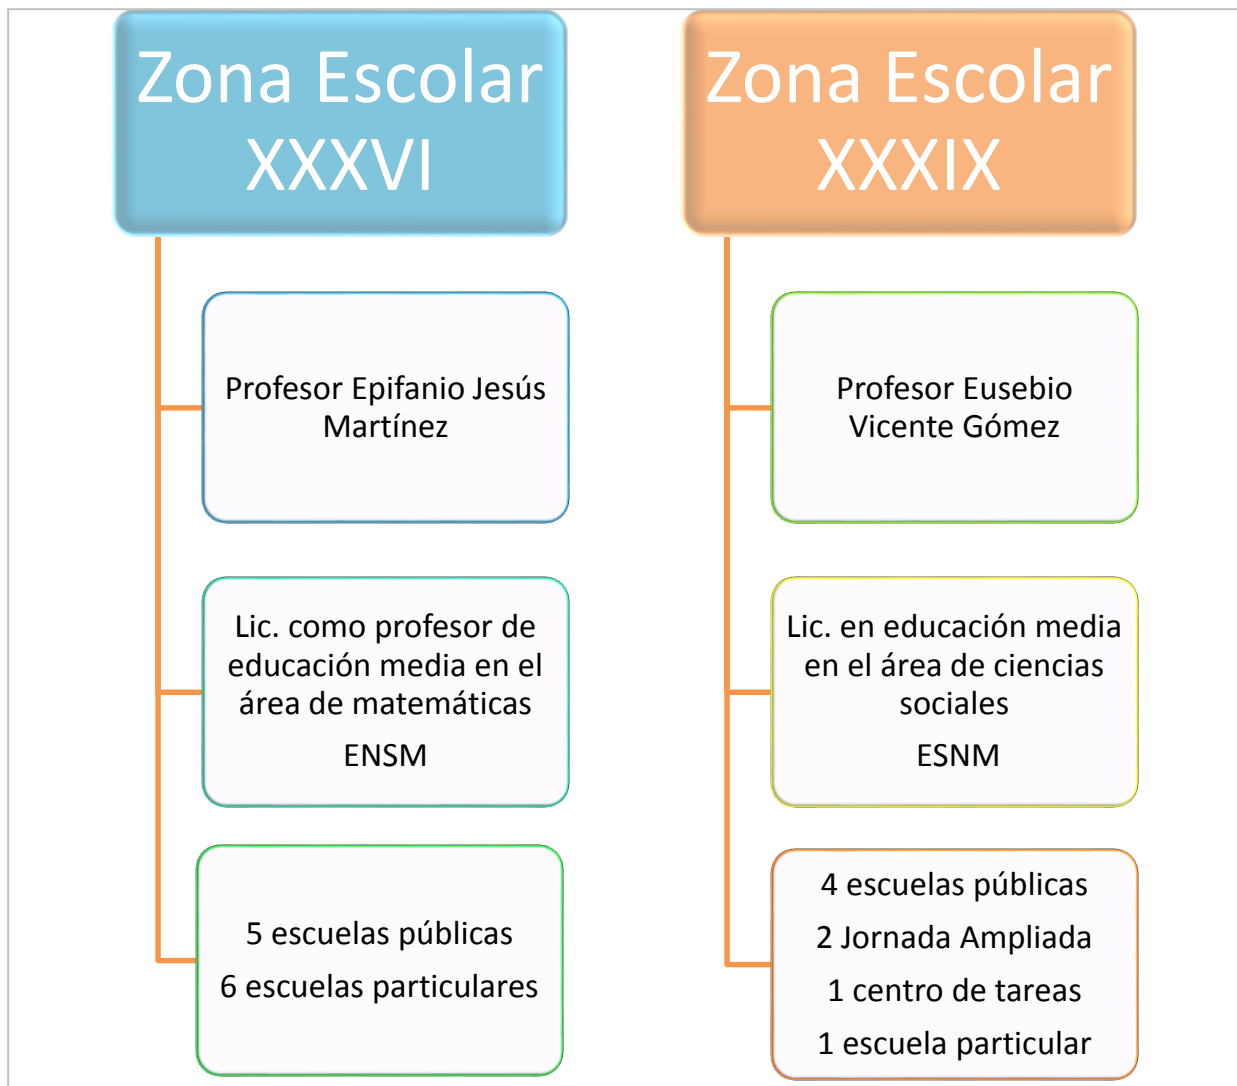 Zona Escolar
XXXVI
Profesor Epifanio Jesús
Martínez
Lic. como profesor de
educación media en el
área de matemáticas
ENSM
5 escuelas públicas
6 escuelas particulares
Zona Escolar
XXXIX
Profesor Eusebio
Vicente Gómez
Lic. en educación media
en el área de ciencias
sociales
ESNM
4 escuelas públicas
2 Jornada Ampliada
1 centro de tareas
1 escuela particular